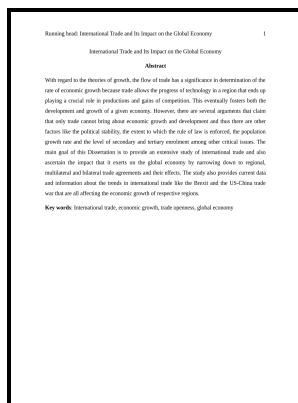 Running head: International Trade and Its Impact on the Global Economy 1
International Trade and Its Impact on the Global Economy
Abstract
With regard to the theories of growth, the flow of trade has a significance in determination of the
rate of economic growth because trade allows the progress of technology in a region that ends up
playing a crucial role in productions and gains of competition. This eventually fosters both the
development and growth of a given economy. However, there are several arguments that claim
that only trade cannot bring about economic growth and development and thus there are other
factors like the political stability, the extent to which the rule of law is enforced, the population
growth rate and the level of secondary and tertiary enrolment among other critical issues. The
main goal of this Dissertation is to provide an extensive study of international trade and also
ascertain the impact that it exerts on the global economy by narrowing down to regional,
multilateral and bilateral trade agreements and their effects. The study also provides current data
and information about the trends in international trade like the Brexit and the US-China trade
war that are all affecting the economic growth of respective regions.
Key words: International trade, economic growth, trade openness, global economy